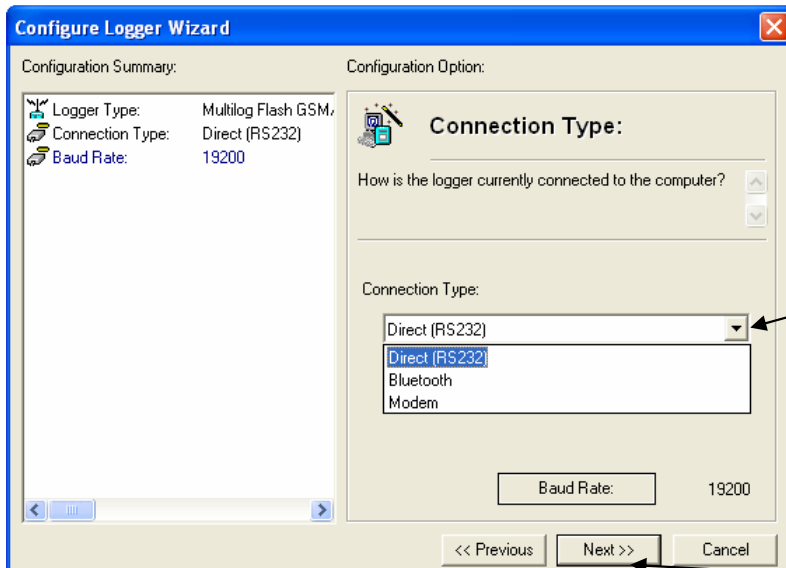 Configure Logger Wizard
Configuration Summary:
Logger Type: Multilog Flash GSM/
Connection Type: Direct (RS232)
Baud Rate: 19200
Configuration Option:
Connection Type:
How is the logger currently connected to the computer?
Connection Type:
Direct (RS232)
Direct (RS232)
Bluetooth
Modem
Baud Rate: 19200
<< Previous Next >> Cancel